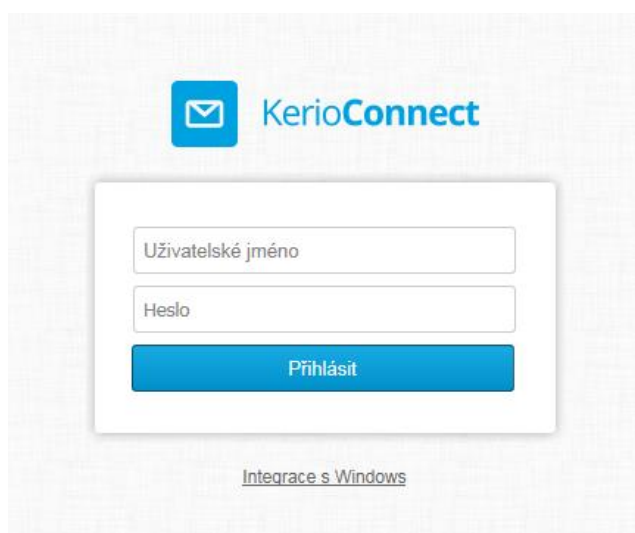 KerioConnect
Uživatelské jméno
Heslo
Přihlásit
Integrace s Windows